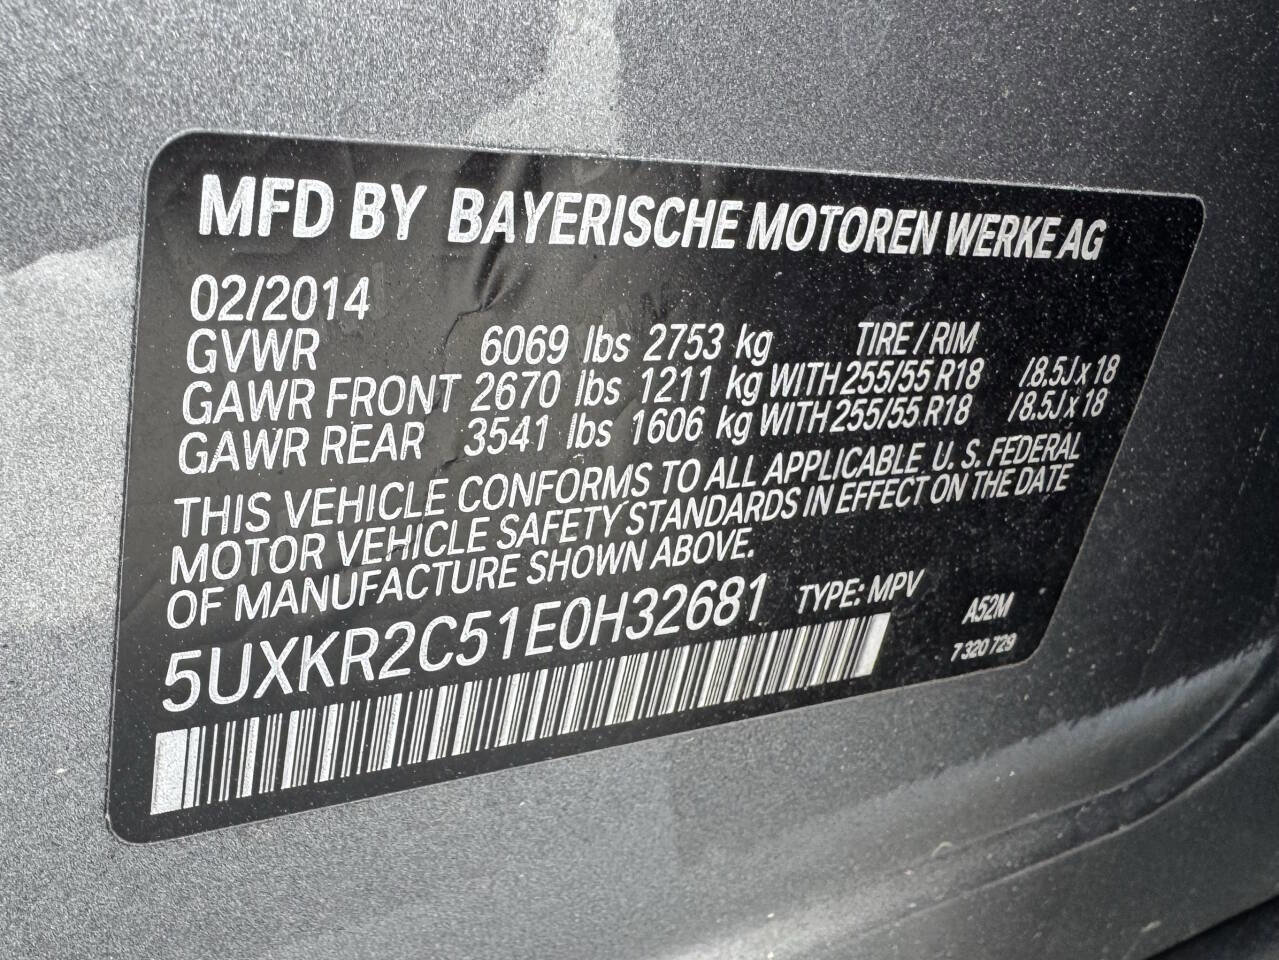 MFD BY BAYERISCHE MOTOREN WERKE AG
02/2014
GVWR 6069 lbs 2753 kg TIRE / RIM
GAWR FRONT 2670 lbs 1211 kg WITH 255/55 R18 /8.5J x 18
GAWR REAR 3541 lbs 1606 kg WITH 255/55 R18 /8.5J x 18
THIS VEHICLE CONFORMS TO ALL APPLICABLE U. S. FEDERAL
MOTOR VEHICLE SAFETY STANDARDS IN EFFECT ON THE DATE
OF MANUFACTURE SHOWN ABOVE.
5UXKR2C51E0H32681 TYPE: MPV A52M
7 320 729